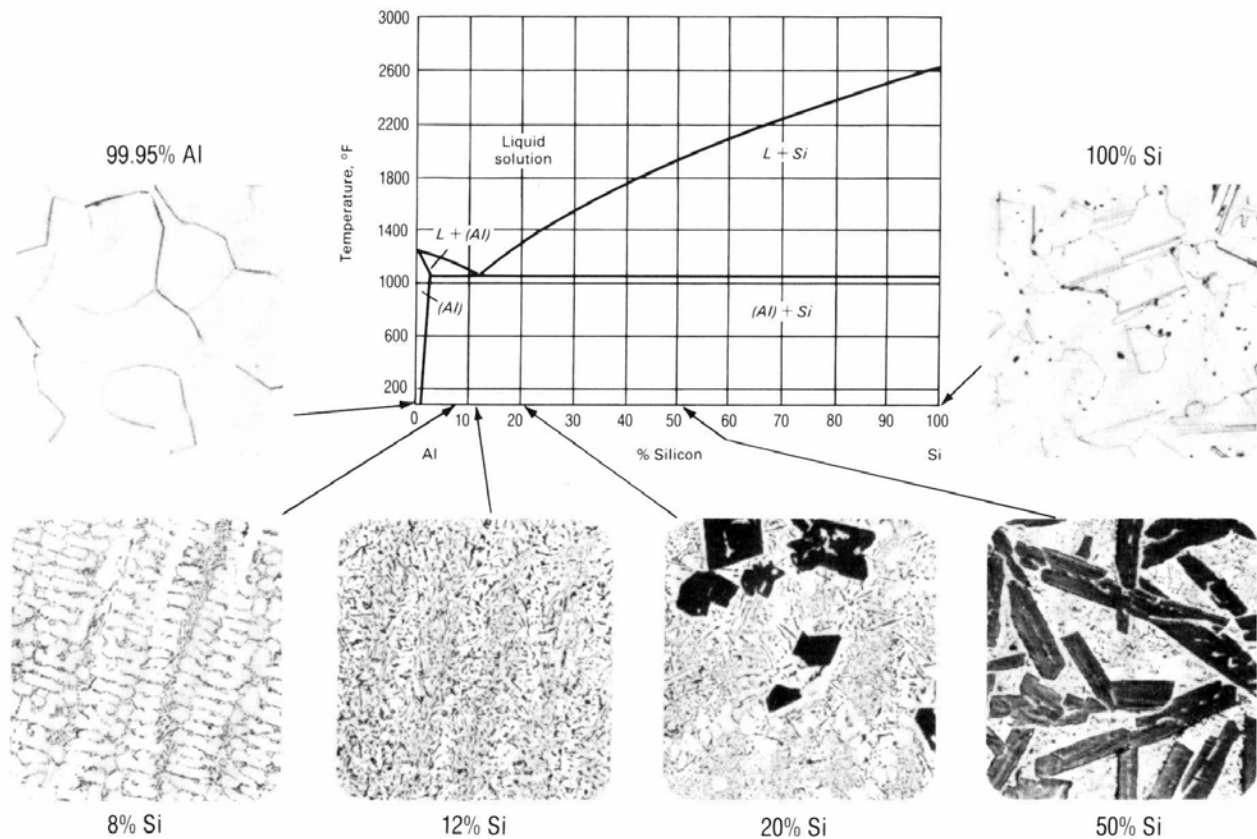 3000
2600
2200
1800
1400
1000
600
200
Temperature, °F
Liquid
solution
L + Si
L + (Al)
(Al)
(Al) + Si
0 10 20 30 40 50 60 70 80 90 100
Al % Silicon Si
99.95% Al
100% Si
8% Si
12% Si
20% Si
50% Si